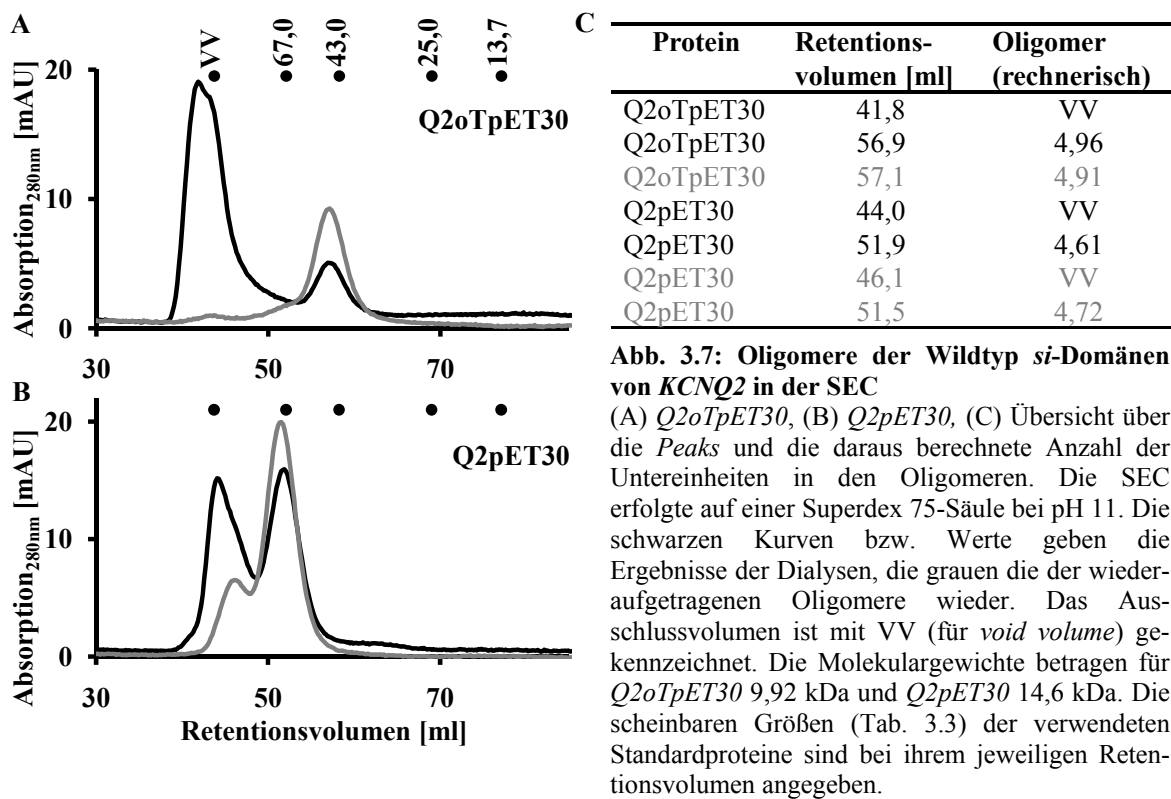 A
VV
67,0
43,0
25,0
13,7
20
10
0
Absorption280nm [mAU]
Q2oTpET30
30
50
70
B
20
10
0
Absorption280nm [mAU]
Q2pET30
30
50
70
Retentionsvolumen [ml]
C
Protein Retentions- Oligomer
volumen [ml] (rechnerisch)
Q2oTpET30 41,8 VV
Q2oTpET30 56,9 4,96
Q2oTpET30 57,1 4,91
Q2pET30 44,0 VV
Q2pET30 51,9 4,61
Q2pET30 46,1 VV
Q2pET30 51,5 4,72
Abb. 3.7: Oligomere der Wildtyp si-Domänen
von KCNQ2 in der SEC
(A) Q2oTpET30, (B) Q2pET30, (C) Übersicht über
die Peaks und die daraus berechnete Anzahl der
Untereinheiten in den Oligomeren. Die SEC
erfolgte auf einer Superdex 75-Säule bei pH 11. Die
schwarzen Kurven bzw. Werte geben die
Ergebnisse der Dialysen, die grauen die der wieder-
aufgetragenen Oligomere wieder. Das Aus-
schlussvolumen ist mit VV (für void volume) ge-
kennzeichnet. Die Molekulargewichte betragen für
Q2oTpET30 9,92 kDa und Q2pET30 14,6 kDa. Die
scheinbaren Größen (Tab. 3.3) der verwendeten
Standardproteine sind bei ihrem jeweiligen Reten-
tionsvolumen angegeben.